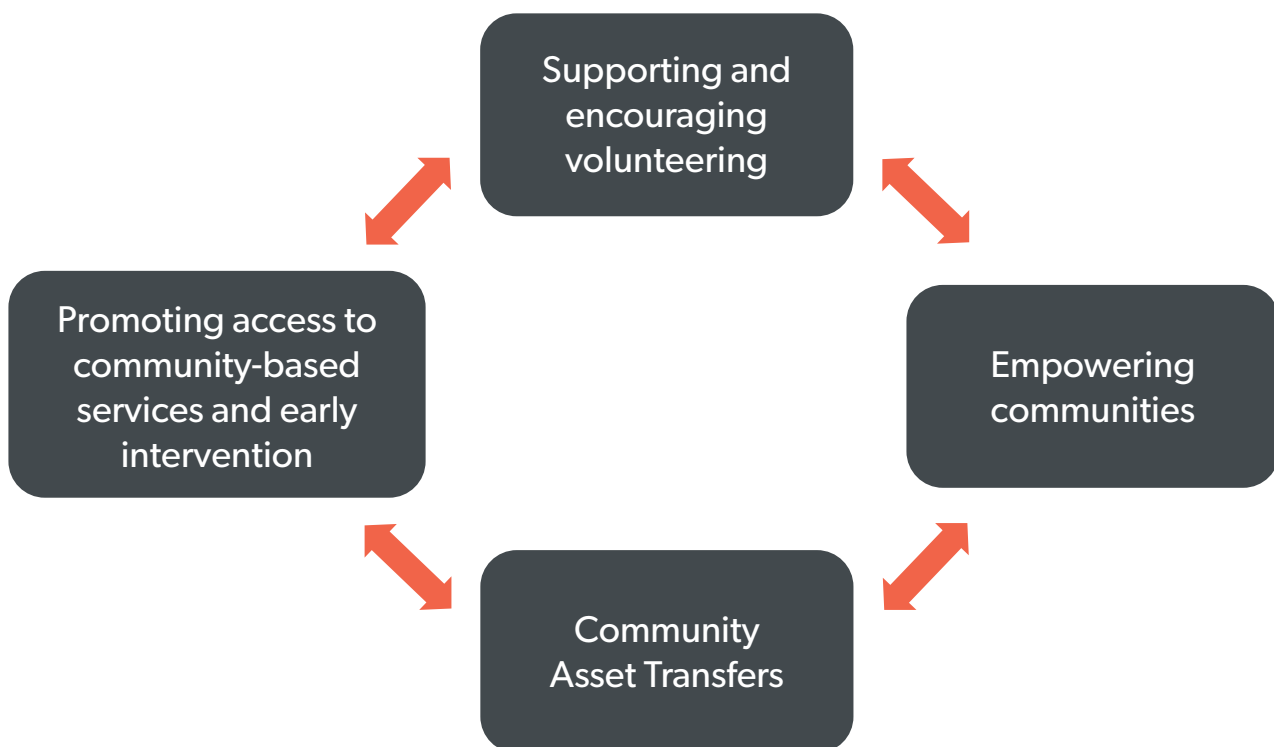 Supporting and
encouraging
volunteering
Promoting access to
community-based
services and early
intervention
Empowering
communities
Community
Asset Transfers